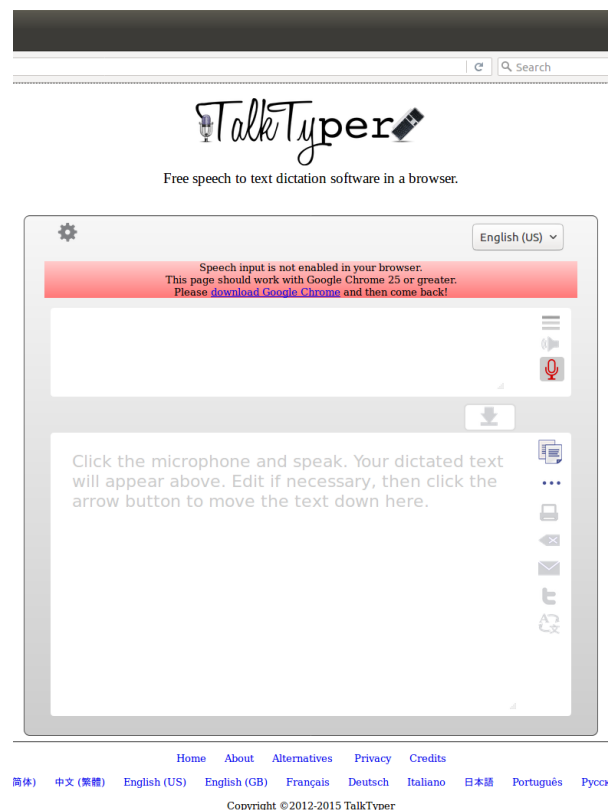 Search
TalkTyper
Free speech to text dictation software in a browser.
English (US)
Speech input is not enabled in your browser.
This page should work with Google Chrome 25 or greater.
Please download Google Chrome and then come back!
Click the microphone and speak. Your dictated text
will appear above. Edit if necessary, then click the
arrow button to move the text down here.
Home About Alternatives Privacy Credits
简体) 中文 (繁體) English (US) English (GB) Français Deutsch Italiano 日本語 Português Русск
Copyright ©2012-2015 TalkTyper